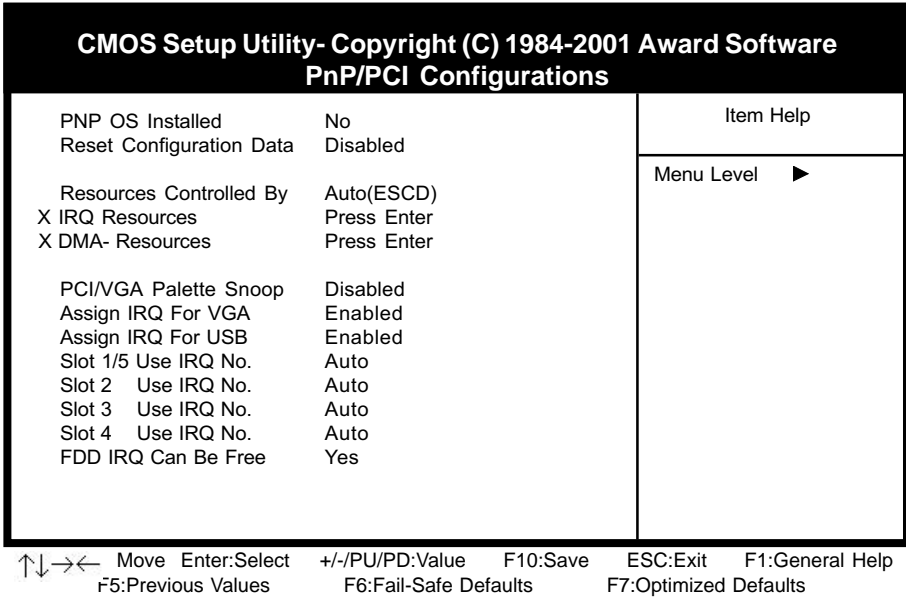 CMOS Setup Utility- Copyright (C) 1984-2001 Award Software
PnP/PCI Configurations
PNP OS Installed No
Reset Configuration Data Disabled
Resources Controlled By Auto(ESCD)
X IRQ Resources Press Enter
X DMA- Resources Press Enter
PCI/VGA Palette Snoop Disabled
Assign IRQ For VGA Enabled
Assign IRQ For USB Enabled
Slot 1/5 Use IRQ No. Auto
Slot 2 Use IRQ No. Auto
Slot 3 Use IRQ No. Auto
Slot 4 Use IRQ No. Auto
FDD IRQ Can Be Free Yes
Item Help
Menu Level ▶
↑↓→← Move Enter:Select +/-/PU/PD:Value F10:Save ESC:Exit F1:General Help
F5:Previous Values F6:Fail-Safe Defaults F7:Optimized Defaults